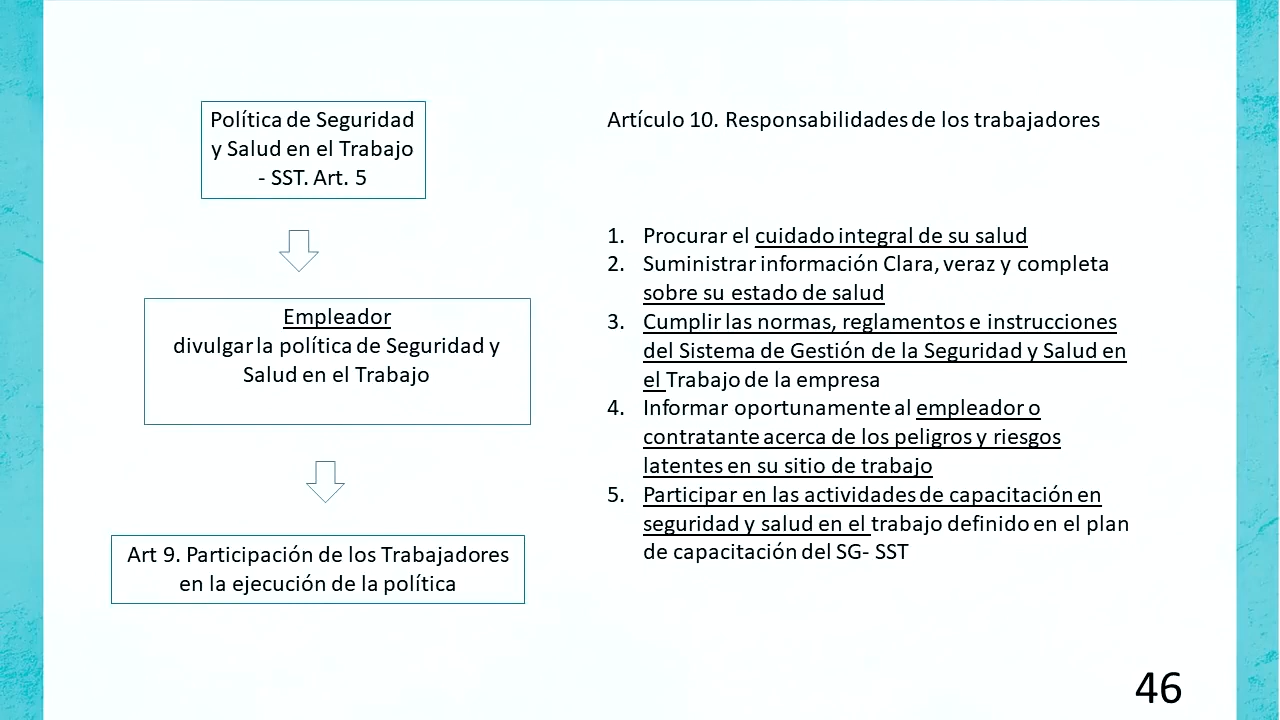 Política de Seguridad
y Salud en el Trabajo
- SST. Art. 5
Empleador
divulgar la política de Seguridad y
Salud en el Trabajo
Art 9. Participación de los Trabajadores
en la ejecución de la política
Artículo 10. Responsabilidades de los trabajadores
1. Procurar el cuidado integral de su salud
2. Suministrar información Clara, veraz y completa
sobre su estado de salud
3. Cumplir las normas, reglamentos e instrucciones
del Sistema de Gestión de la Seguridad y Salud en
el Trabajo de la empresa
4. Informar oportunamente al empleador o
contratante acerca de los peligros y riesgos
latentes en su sitio de trabajo
5. Participar en las actividades de capacitación en
seguridad y salud en el trabajo definido en el plan
de capacitación del SG- SST
46